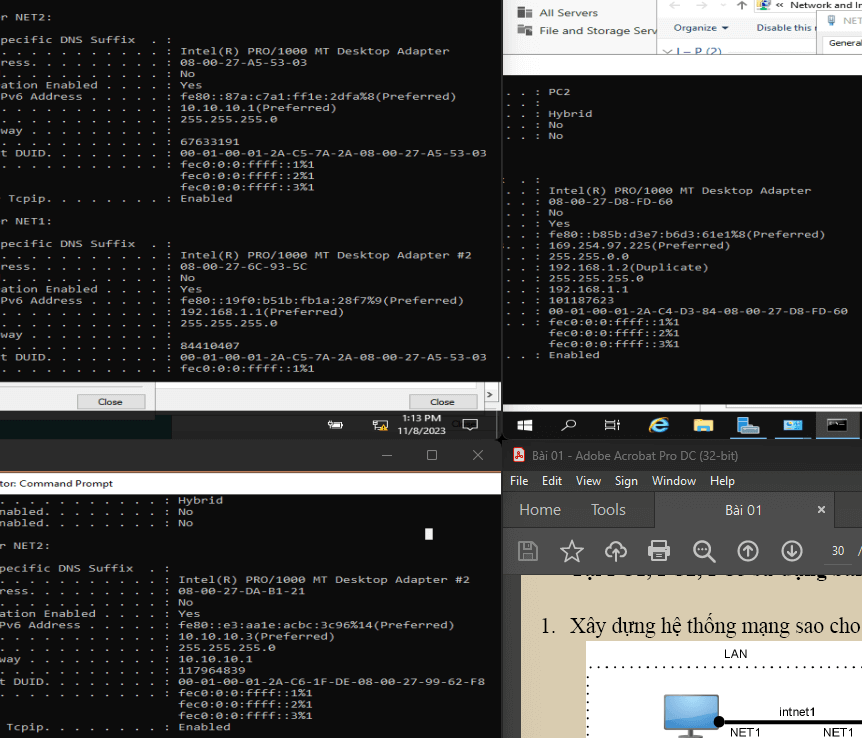 or NET2:
pecific DNS Suffix . :
. . . . . . . . . . . : Intel(R) PRO/1000 MT Desktop Adapter
ress. . . . . . . . . : 08-00-27-A5-53-03
. . . . . . . . . . . : No
ation Enabled . . . . : Yes
Pv6 Address . . . . . : fe80::87a:c7a1:ff1e:2dfa%8(Preferred)
. . . . . . . . . . . : 10.10.10.1(Preferred)
. . . . . . . . . . . : 255.255.255.0
way . . . . . . . . . :
. . . . . . . . . . . : 67633191
t DUID. . . . . . . . : 00-01-00-01-2A-C5-7A-2A-08-00-27-A5-53-03
. . . . . . . . . . . : fec0:0:0:ffff::1%1
fec0:0:0:ffff::2%1
fec0:0:0:ffff::3%1
r Tcpip. . . . . . . . : Enabled
r NET1:
pecific DNS Suffix . :
. . . . . . . . . . . : Intel(R) PRO/1000 MT Desktop Adapter #2
ress. . . . . . . . . : 08-00-27-6C-93-5C
. . . . . . . . . . . : No
ation Enabled . . . . : Yes
Pv6 Address . . . . . : fe80::19f0:b51b:fb1a:28f7%9(Preferred)
. . . . . . . . . . . : 192.168.1.1(Preferred)
. . . . . . . . . . . : 255.255.255.0
way . . . . . . . . . :
. . . . . . . . . . . : 84410407
t DUID. . . . . . . . : 00-01-00-01-2A-C5-7A-2A-08-00-27-A5-53-03
. . . . . . . . . . . : fec0:0:0:ffff::1%1
Close
Close
1:13 PM
11/8/2023
All Servers
File and Storage Serv
« Network and In
Organize
Disable this
I – P (2)
NET
General
. . : PC2
. . :
. . : Hybrid
. . : No
. . : No
. . :
. . : Intel(R) PRO/1000 MT Desktop Adapter
. . : 08-00-27-D8-FD-60
. . : No
. . : Yes
. . : fe80::b85b:d3e7:b6d3:61e1%8(Preferred)
. . : 169.254.97.225(Preferred)
. . : 255.255.0.0
. . : 192.168.1.2(Duplicate)
. . : 255.255.255.0
. . : 192.168.1.1
. . : 101187623
. . : 00-01-00-01-2A-C4-D3-84-08-00-27-D8-FD-60
. . : fec0:0:0:ffff::1%1
fec0:0:0:ffff::2%1
fec0:0:0:ffff::3%1
. . : Enabled
tor: Command Prompt
. . . . . . . . . . . : Hybrid
nabled. . . . . . . . : No
nabled. . . . . . . . : No
r NET2:
pecific DNS Suffix . :
. . . . . . . . . . . : Intel(R) PRO/1000 MT Desktop Adapter #2
ress. . . . . . . . . : 08-00-27-DA-B1-21
. . . . . . . . . . . : No
ation Enabled . . . . : Yes
Pv6 Address . . . . . : fe80::e3:aa1e:acbc:3c96%14(Preferred)
. . . . . . . . . . . : 10.10.10.3(Preferred)
. . . . . . . . . . . : 255.255.255.0
way . . . . . . . . . : 10.10.10.1
. . . . . . . . . . . : 117964839
t DUID. . . . . . . . : 00-01-00-01-2A-C6-1F-DE-08-00-27-99-62-F8
. . . . . . . . . . . : fec0:0:0:ffff::1%1
fec0:0:0:ffff::2%1
fec0:0:0:ffff::3%1
Tcpip. . . . . . . . : Enabled
Bài 01 - Adobe Acrobat Pro DC (32-bit)
File Edit View Sign Window Help
Home Tools Bài 01 ×
30 /
1. Xây dựng hệ thống mạng sao cho
LAN
intnet1
NET1 NET1